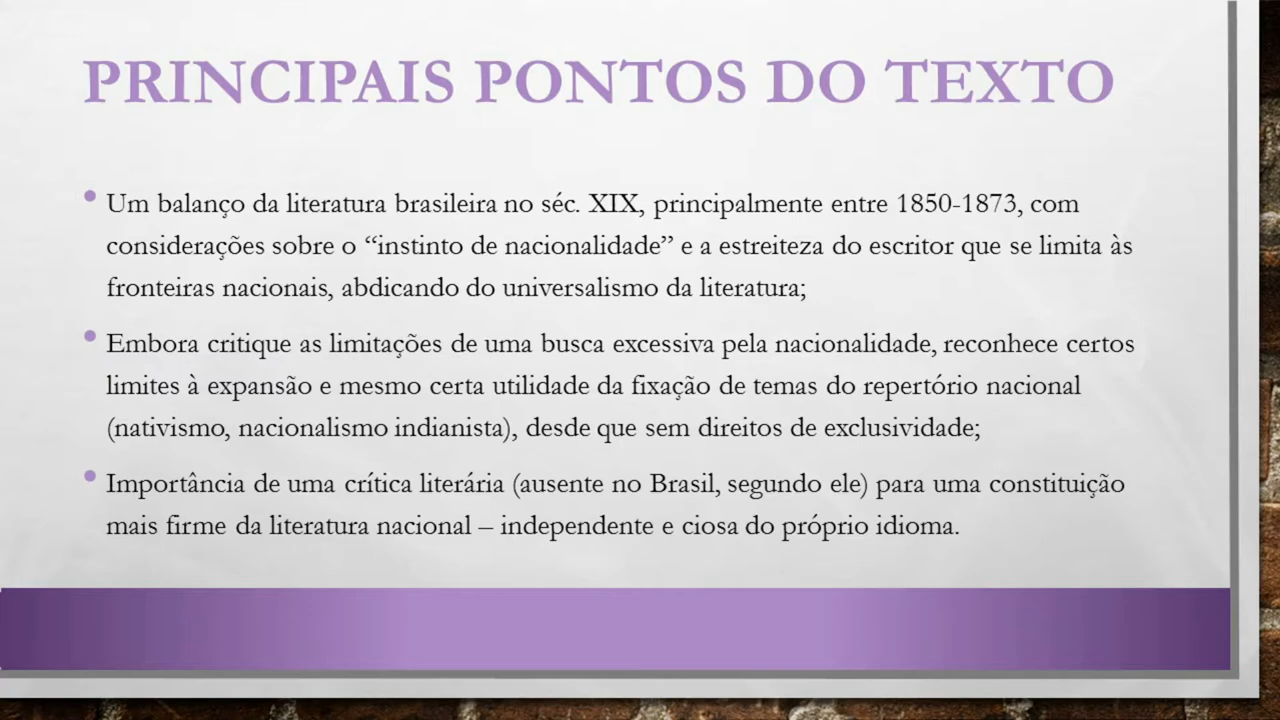 PRINCIPAIS PONTOS DO TEXTO
• Um balanço da literatura brasileira no séc. XIX, principalmente entre 1850-1873, com
considerações sobre o “instinto de nacionalidade” e a estreiteza do escritor que se limita às
fronteiras nacionais, abdicando do universalismo da literatura;
• Embora critique as limitações de uma busca excessiva pela nacionalidade, reconhece certos
limites à expansão e mesmo certa utilidade da fixação de temas do repertório nacional
(nativismo, nacionalismo indianista), desde que sem direitos de exclusividade;
• Importância de uma crítica literária (ausente no Brasil, segundo ele) para uma constituição
mais firme da literatura nacional – independente e ciosa do próprio idioma.